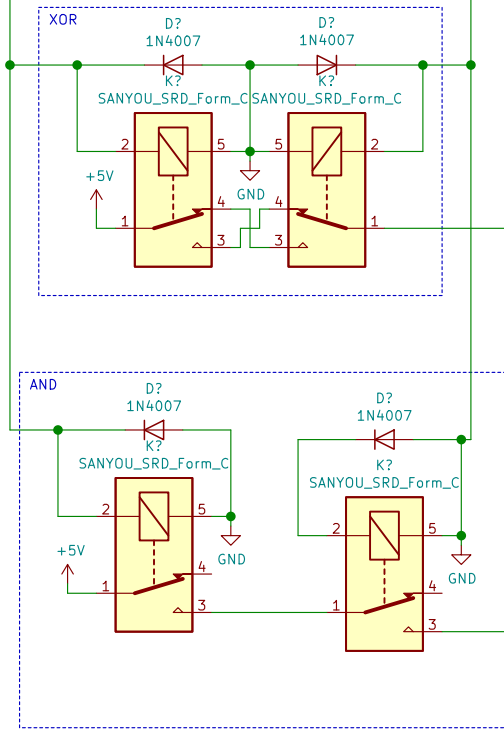 XOR
D?
1N4007
D?
1N4007
K?
SANYOU_SRD_Form_C
K?
SANYOU_SRD_Form_C
2
5
5
2
+5V
GND
1
4
3
4
3
1
AND
D?
1N4007
K?
SANYOU_SRD_Form_C
D?
1N4007
K?
SANYOU_SRD_Form_C
2
5
2
5
+5V
GND
GND
1
4
3
1
4
3